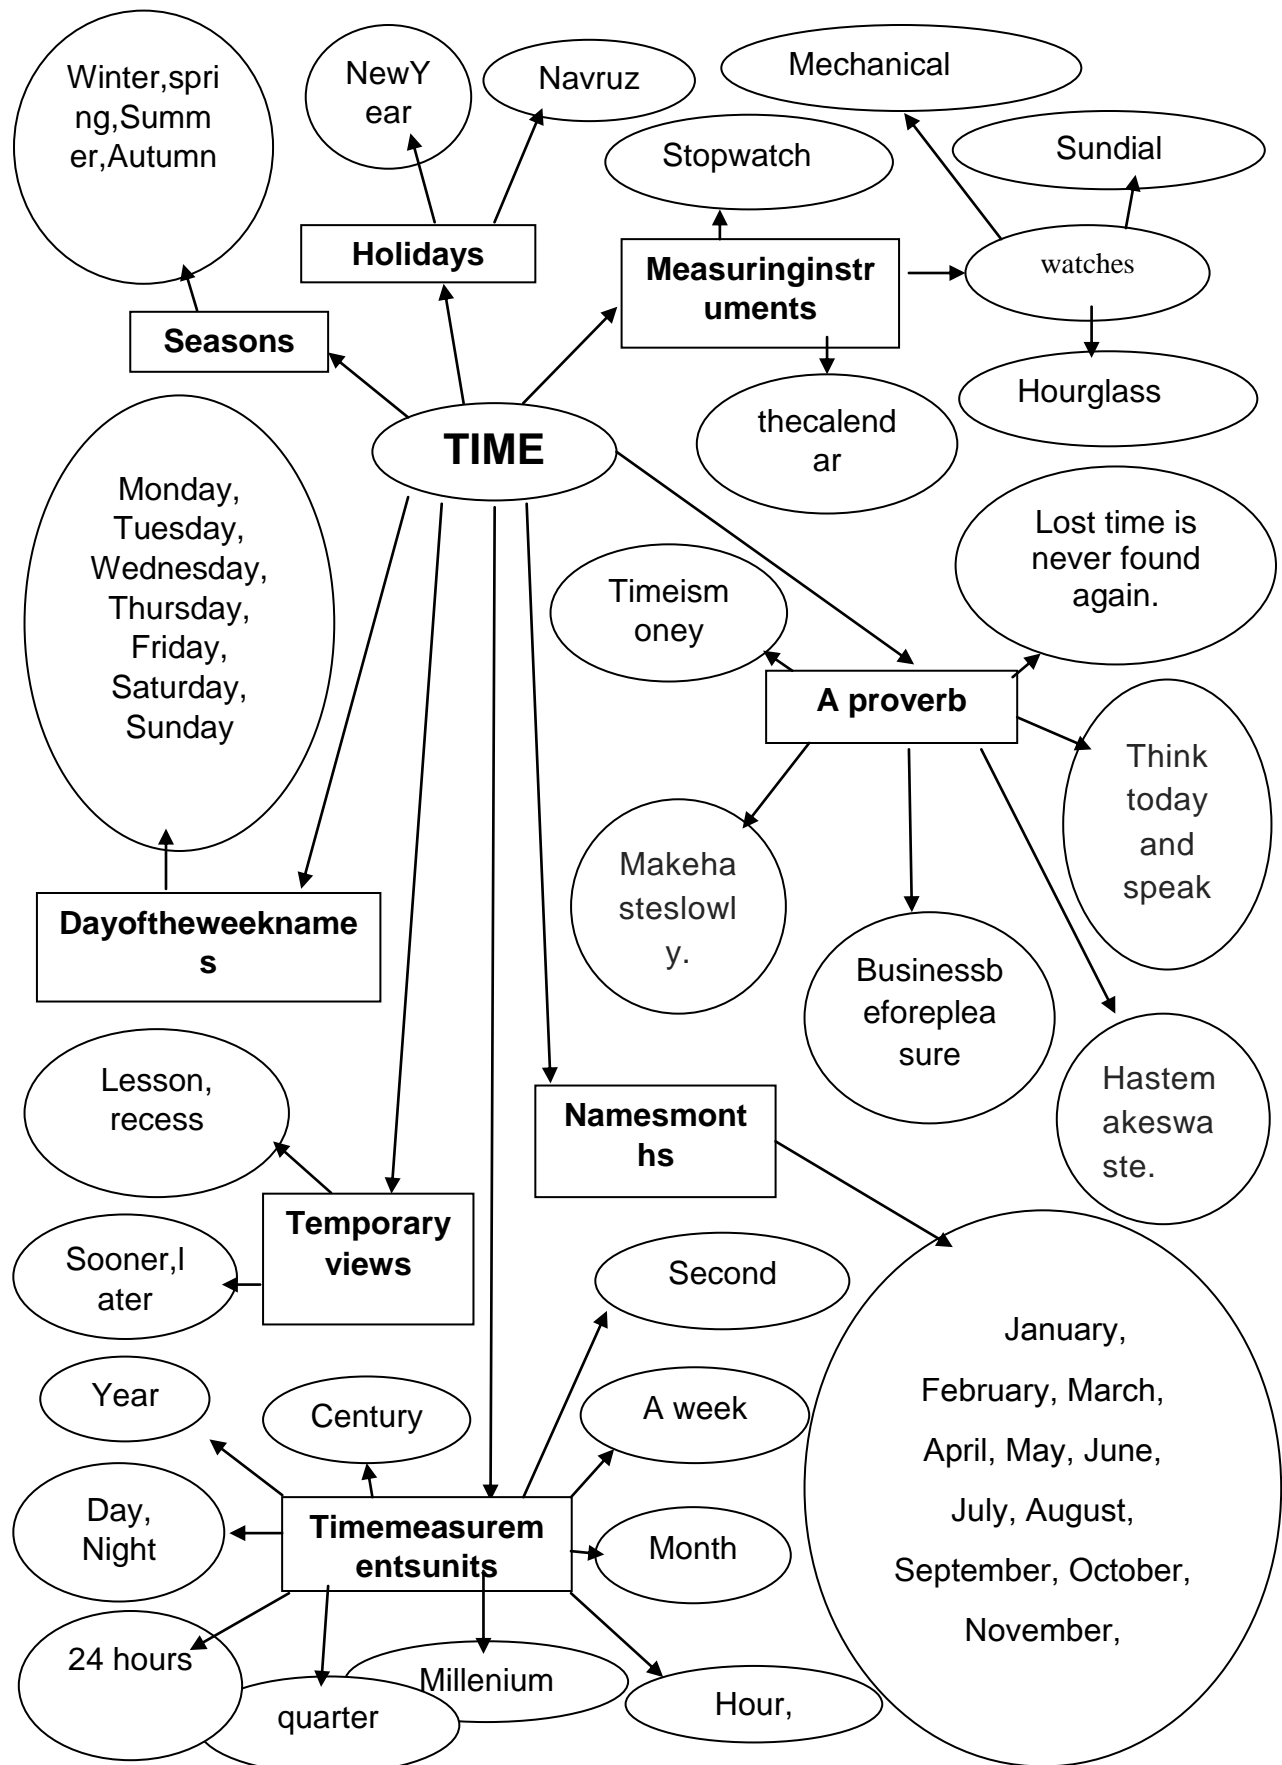 Winter,spri
ng,Summ
er,Autumn
NewY
ear
Navruz
Mechanical
Stopwatch
Sundial
Holidays
Measuringinstr
uments
watches
Seasons
Hourglass
thecalend
ar
TIME
Monday,
Tuesday,
Wednesday,
Thursday,
Friday,
Saturday,
Sunday
Lost time is
never found
again.
Timeism
oney
A proverb
Think
today
and
speak
Makeha
steslowl
y.
Dayoftheweekname
s
Businessb
eforeplea
sure
Hastem
akeswa
ste.
Lesson,
recess
Namesmont
hs
Temporary
views
Sooner,l
ater
Second
January,
February, March,
April, May, June,
July, August,
September, October,
November,
Year
Century
A week
Day,
Night
Timemeasurem
entsunits
Month
24 hours
quarter
Millenium
Hour,